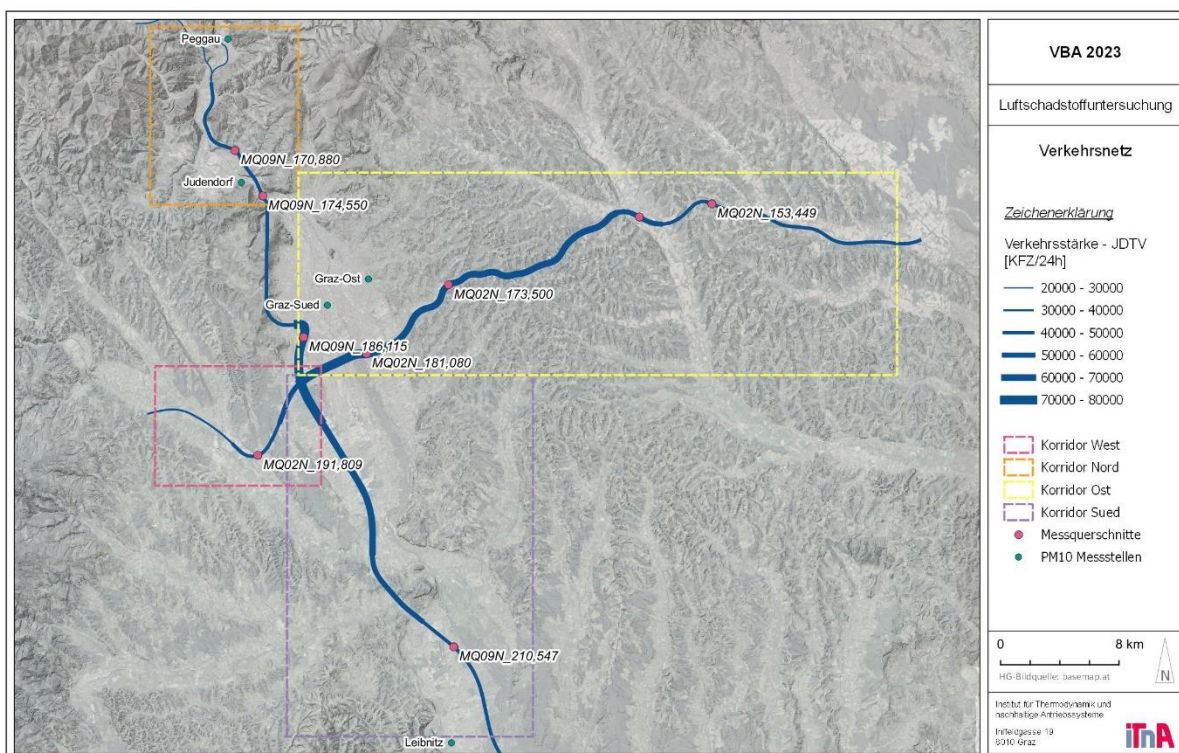 Peggau
MQ09N_170,880
Judendorf
MQ09N_174,550
MQ02N_153,449
Graz-Ost
MQ02N_173,500
Graz-Sued
MQ09N_186,115
MQ02N_181,080
MQ02N_191,809
MQ09N_210,547
Leibnitz
VBA 2023
Luftschadstoffuntersuchung
Verkehrsnetz
Zeichenerklärung
Verkehrsstärke - JDTV
[KFZ/24h]
20000 - 30000
30000 - 40000
40000 - 50000
50000 - 60000
60000 - 70000
70000 - 80000
Korridor West
Korridor Nord
Korridor Ost
Korridor Sued
Messquerschnitte
PM10 Messstellen
0 8 km
HG-Bildquelle: basemap.at
N
Institut für Thermodynamik und
nachhaltige Antriebssysteme
Inffeldgasse 19
8010 Graz
iTnA